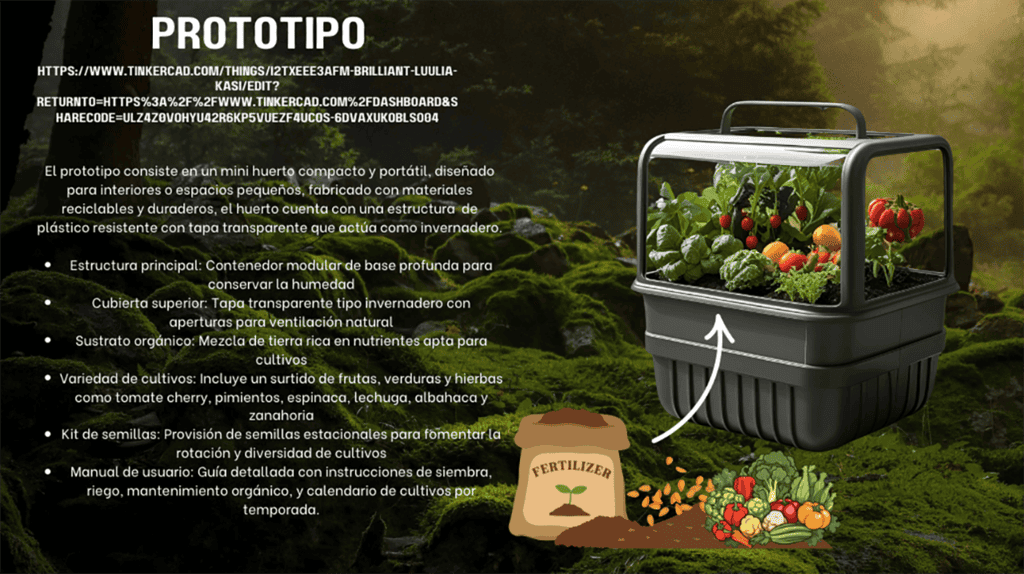 PROTOTIPO
HTTPS://WWW.TINKERCAD.COM/THINGS/I2TXEEE3AFM-BRILLIANT-LUULIA-
KASI/EDIT?
RETURNTO=HTTPS%3A%2F%2FWWW.TINKERCAD.COM%2FDASHBOARD&S
HARECODE=ULZ4Z0VOHYU42R6KP5VUEZF4UCOS-6DVAXUKOBLSOG4
El prototipo consiste en un mini huerto compacto y portátil, diseñado
para interiores o espacios pequeños, fabricado con materiales
reciclables y duraderos, el huerto cuenta con una estructura de
plástico resistente con tapa transparente que actúa como invernadero.
• Estructura principal: Contenedor modular de base profunda para
conservar la humedad
• Cubierta superior: Tapa transparente tipo invernadero con
aperturas para ventilación natural
• Sustrato orgánico: Mezcla de tierra rica en nutrientes apta para
cultivos
• Variedad de cultivos: Incluye un surtido de frutas, verduras y hierbas
como tomate cherry, pimientos, espinaca, lechuga, albahaca y
zanahoria
• Kit de semillas: Provisión de semillas estacionales para fomentar la
rotación y diversidad de cultivos
• Manual de usuario: Guía detallada con instrucciones de siembra,
riego, mantenimiento orgánico, y calendario de cultivos por
temporada.
FERTILIZER